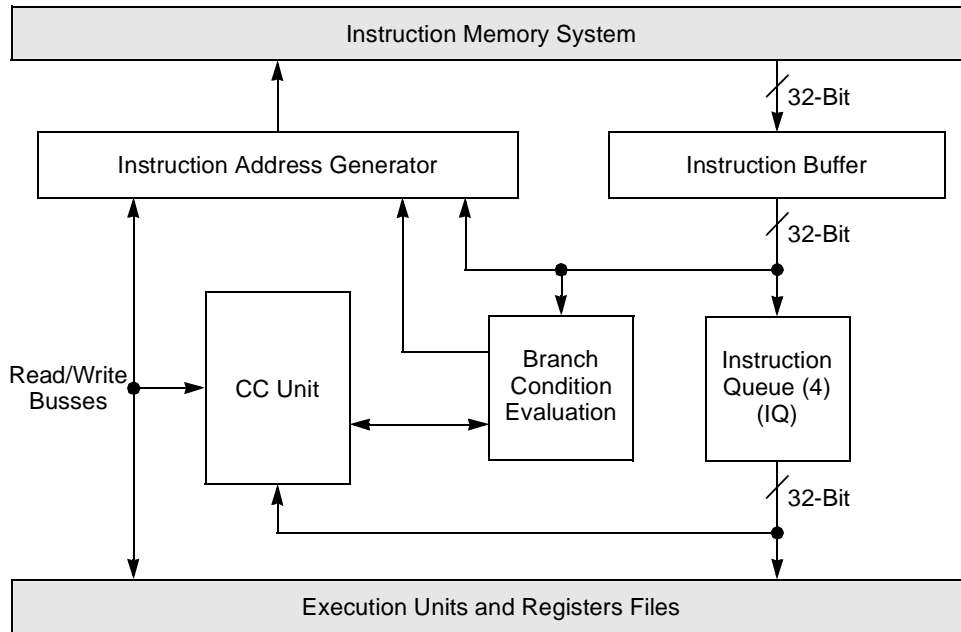 Instruction Memory System
32-Bit
Instruction Address Generator
Instruction Buffer
32-Bit
Read/Write
Busses
CC Unit
Branch
Condition
Evaluation
Instruction
Queue (4)
(IQ)
32-Bit
Execution Units and Registers Files